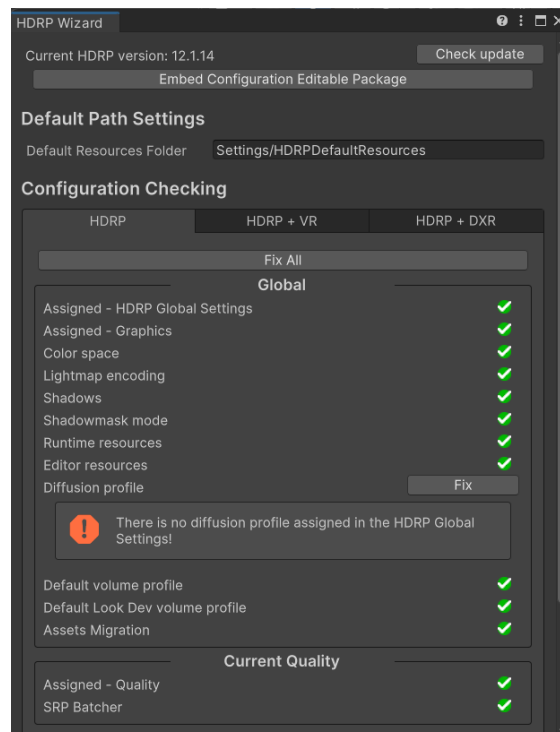 HDRP Wizard
Current HDRP version: 12.1.14
Check update
Embed Configuration Editable Package
Default Path Settings
Default Resources Folder
Settings/HDRPDefaultResources
Configuration Checking
HDRP
HDRP + VR
HDRP + DXR
Fix All
Global
Assigned - HDRP Global Settings
Assigned - Graphics
Color space
Lightmap encoding
Shadows
Shadowmask mode
Runtime resources
Editor resources
Diffusion profile
Fix
There is no diffusion profile assigned in the HDRP Global
Settings!
Default volume profile
Default Look Dev volume profile
Assets Migration
Current Quality
Assigned - Quality
SRP Batcher